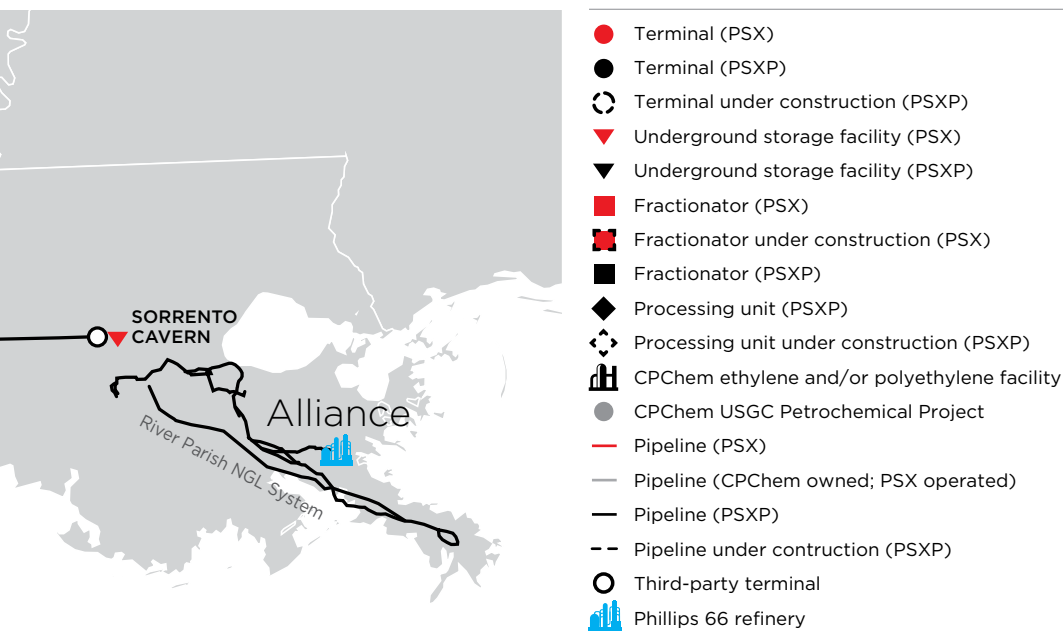 SORRENTO
CAVERN
Alliance
River Parish NGL System
Terminal (PSX)
Terminal (PSXP)
Terminal under construction (PSXP)
Underground storage facility (PSX)
Underground storage facility (PSXP)
Fractionator (PSX)
Fractionator under construction (PSX)
Fractionator (PSXP)
Processing unit (PSXP)
Processing unit under construction (PSXP)
CPChem ethylene and/or polyethylene facility
CPChem USGC Petrochemical Project
Pipeline (PSX)
Pipeline (CPChem owned; PSX operated)
Pipeline (PSXP)
Pipeline under contruction (PSXP)
Third-party terminal
Phillips 66 refinery